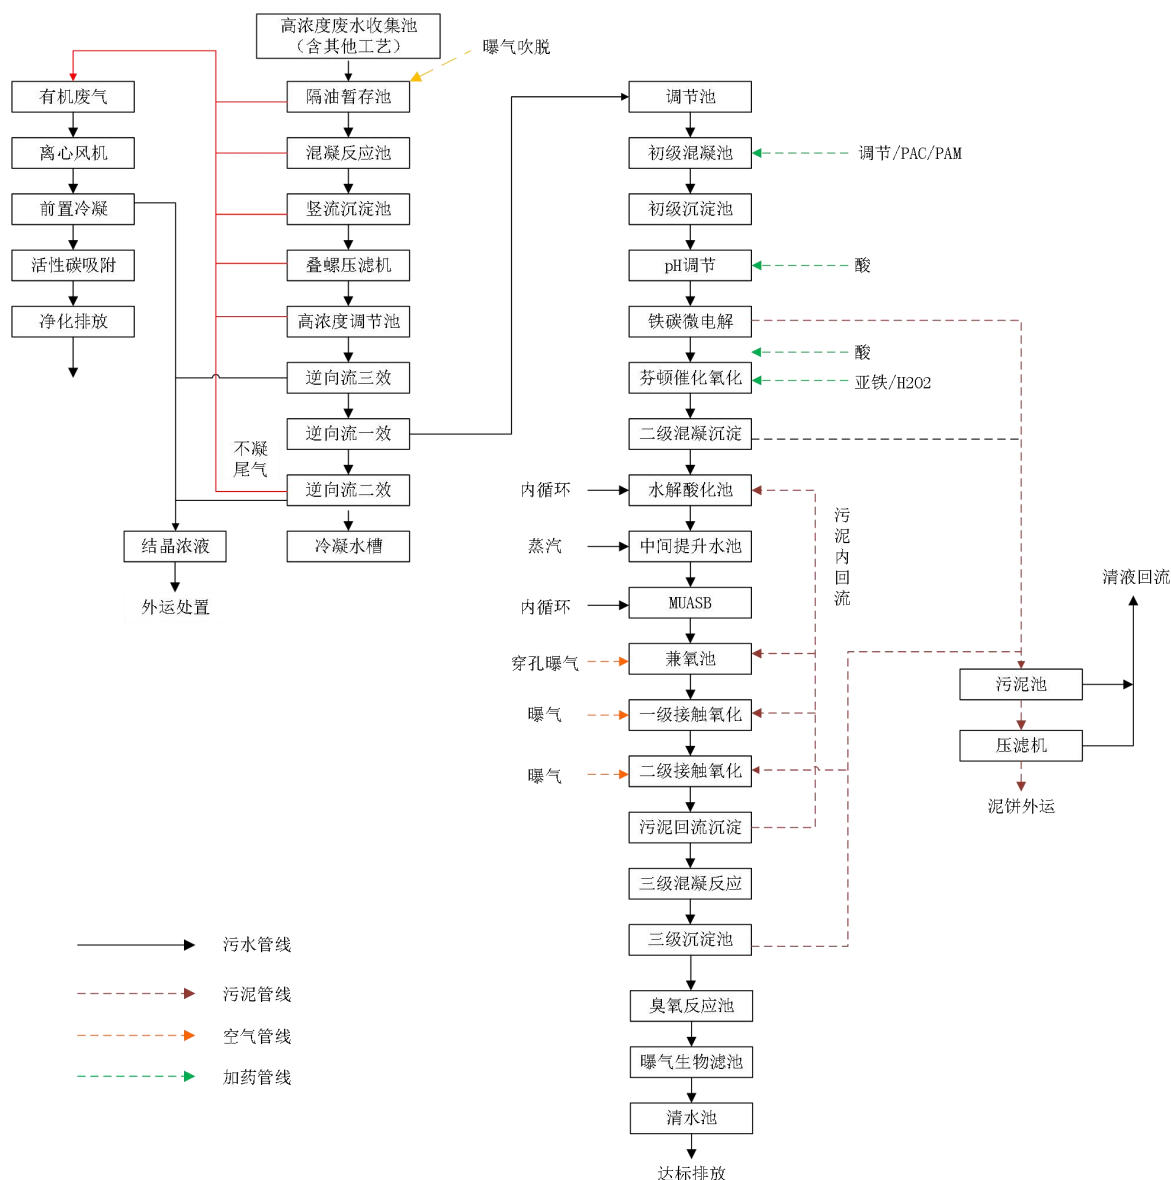 高浓度废水收集池
（含其他工艺）
曝气吹脱
有机废气
离心风机
前置冷凝
活性碳吸附
净化排放
隔油暂存池
混凝反应池
竖流沉淀池
叠螺压滤机
高浓度调节池
逆向流三效
逆向流一效
不凝
尾气
逆向流二效
结晶浓液
冷凝水槽
外运处置
调节池
初级混凝池
调节/PAC/PAM
初级沉淀池
pH调节
酸
铁碳微电解
酸
芬顿催化氧化
亚铁/H2O2
二级混凝沉淀
内循环
水解酸化池
蒸汽
中间提升水池
内循环
MUASB
穿孔曝气
兼氧池
曝气
一级接触氧化
曝气
二级接触氧化
污泥回流沉淀
三级混凝反应
三级沉淀池
臭氧反应池
曝气生物滤池
清水池
达标排放
污
泥
内
回
流
清液回流
污泥池
压滤机
泥饼外运
污水管线
污泥管线
空气管线
加药管线